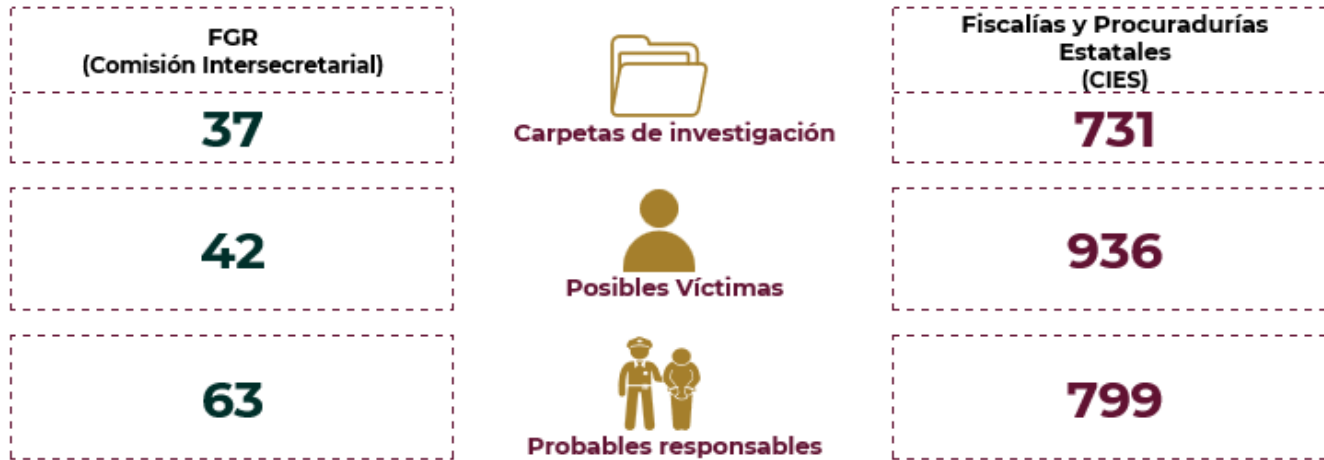 FGR
(Comisión Intersecretarial)
Fiscalías y Procuradurías
Estatales
(CIES)
37
Carpetas de investigación
731
42
Posibles Víctimas
936
63
Probables responsables
799